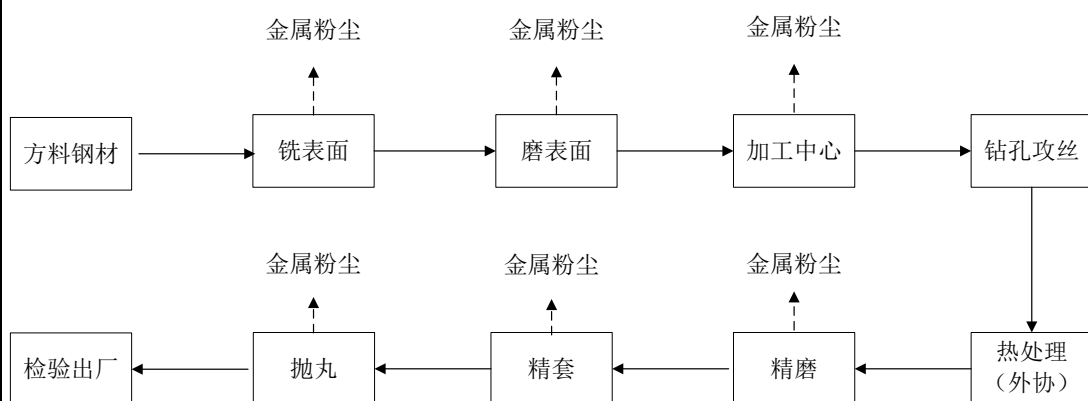 金属粉尘
金属粉尘
金属粉尘
方料钢材
铣表面
磨表面
加工中心
钻孔攻丝
金属粉尘
金属粉尘
金属粉尘
检验出厂
抛丸
精套
精磨
热处理
（外协）